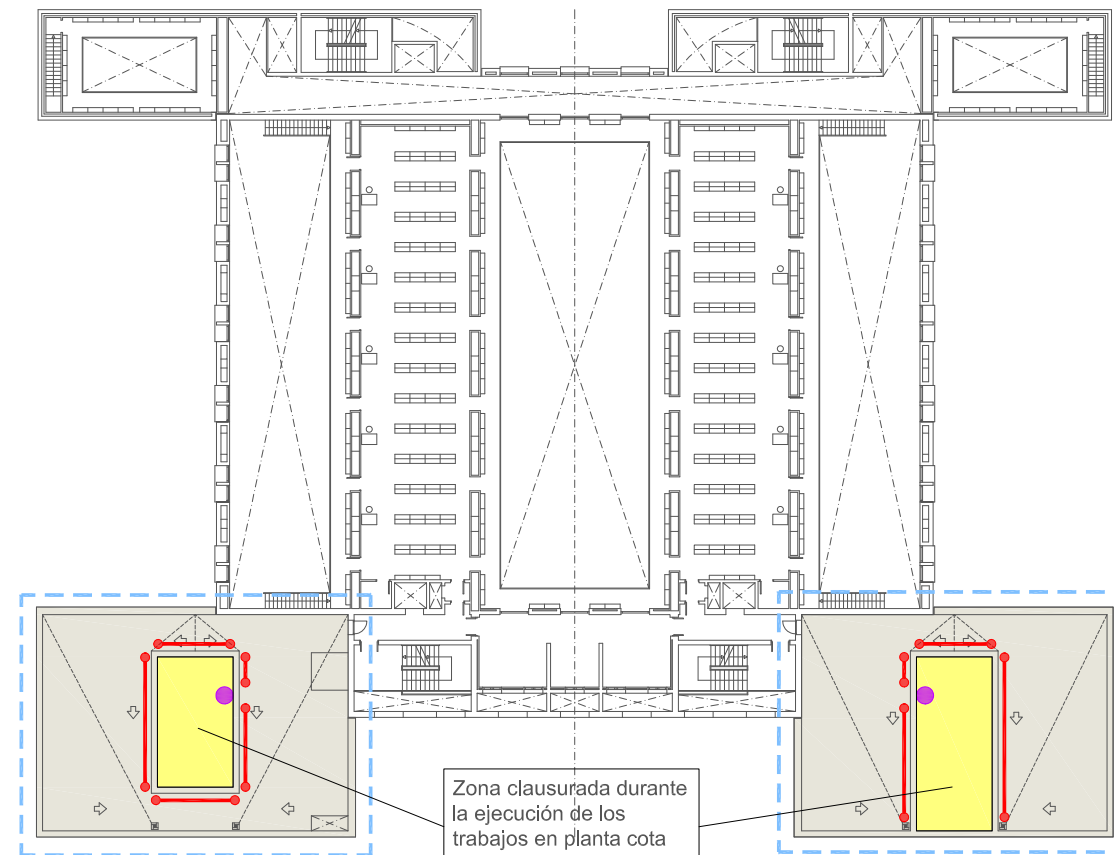 Zona clausurada durante
la ejecución de los
trabajos en planta cota